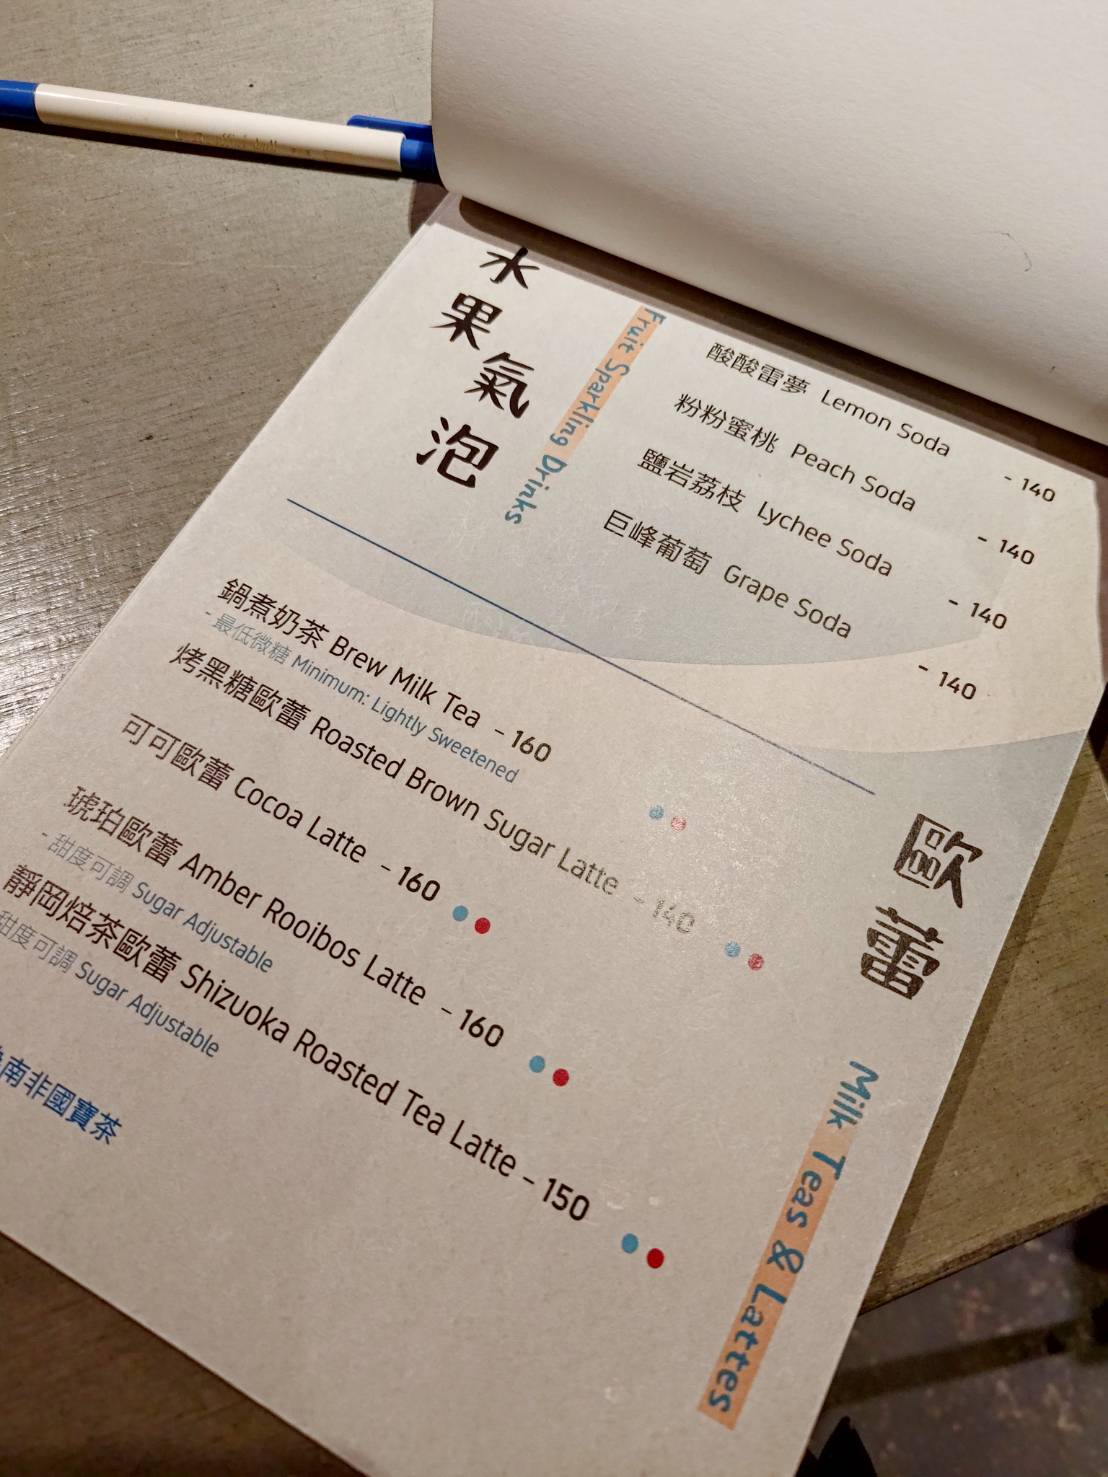 水果氣泡
Fruit Sparkling Drinks
酸酸雷夢 Lemon Soda - 140
粉粉蜜桃 Peach Soda - 140
鹽岩荔枝 Lychee Soda - 140
巨峰葡萄 Grape Soda - 140
歐蕾
Milk Teas & Lattes
鍋煮奶茶 Brew Milk Tea - 160
- 最低微糖 Minimum: Lightly Sweetened
烤黑糖歐蕾 Roasted Brown Sugar Latte - 140
可可歐蕾 Cocoa Latte - 160
琥珀歐蕾 Amber Rooibos Latte - 160
- 甜度可調 Sugar Adjustable
靜岡焙茶歐蕾 Shizuoka Roasted Tea Latte - 150
甜度可調 Sugar Adjustable
南非國寶茶